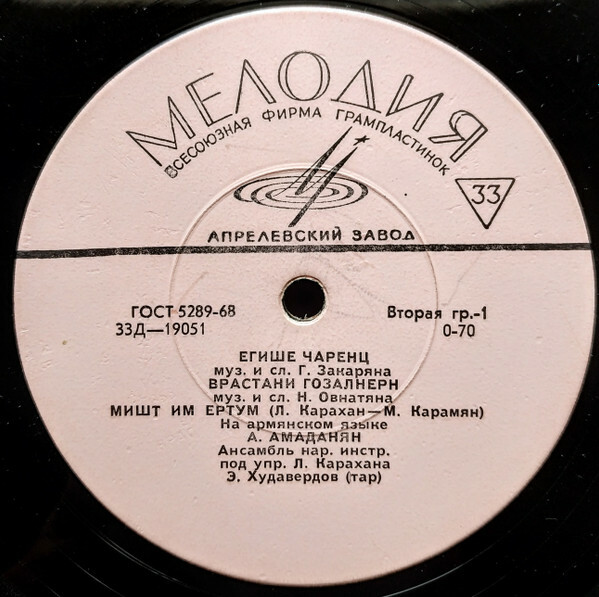 МЕЛОДИЯ
ВСЕСОЮЗНАЯ ФИРМА ГРАМПЛАСТИНОК
33
АПРЕЛЕВСКИЙ ЗАВОД
ГОСТ 5289-68 Вторая гр.-1
33Д—19051 0-70
ЕГИШЕ ЧАРЕНЦ
муз. и сл. Г. Закаряна
ВРАСТАНИ ГОЗАЛНЕРН
муз. и сл. Н. Овнатяна
МИШТ ИМ ЕРТУМ (Л. Карахан—М. Карамян)
На армянском языке
А. АМАДАНЯН
Ансамбль нар. инстр.
под упр. Л. Карахана
Э. Худавердов (тар)